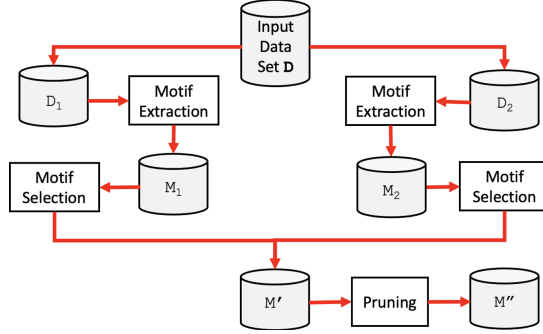 Input
Data
Set D
D1
Motif
Extraction
Motif
Extraction
D2
Motif
Selection
M1
M2
Motif
Selection
M′
Pruning
M″